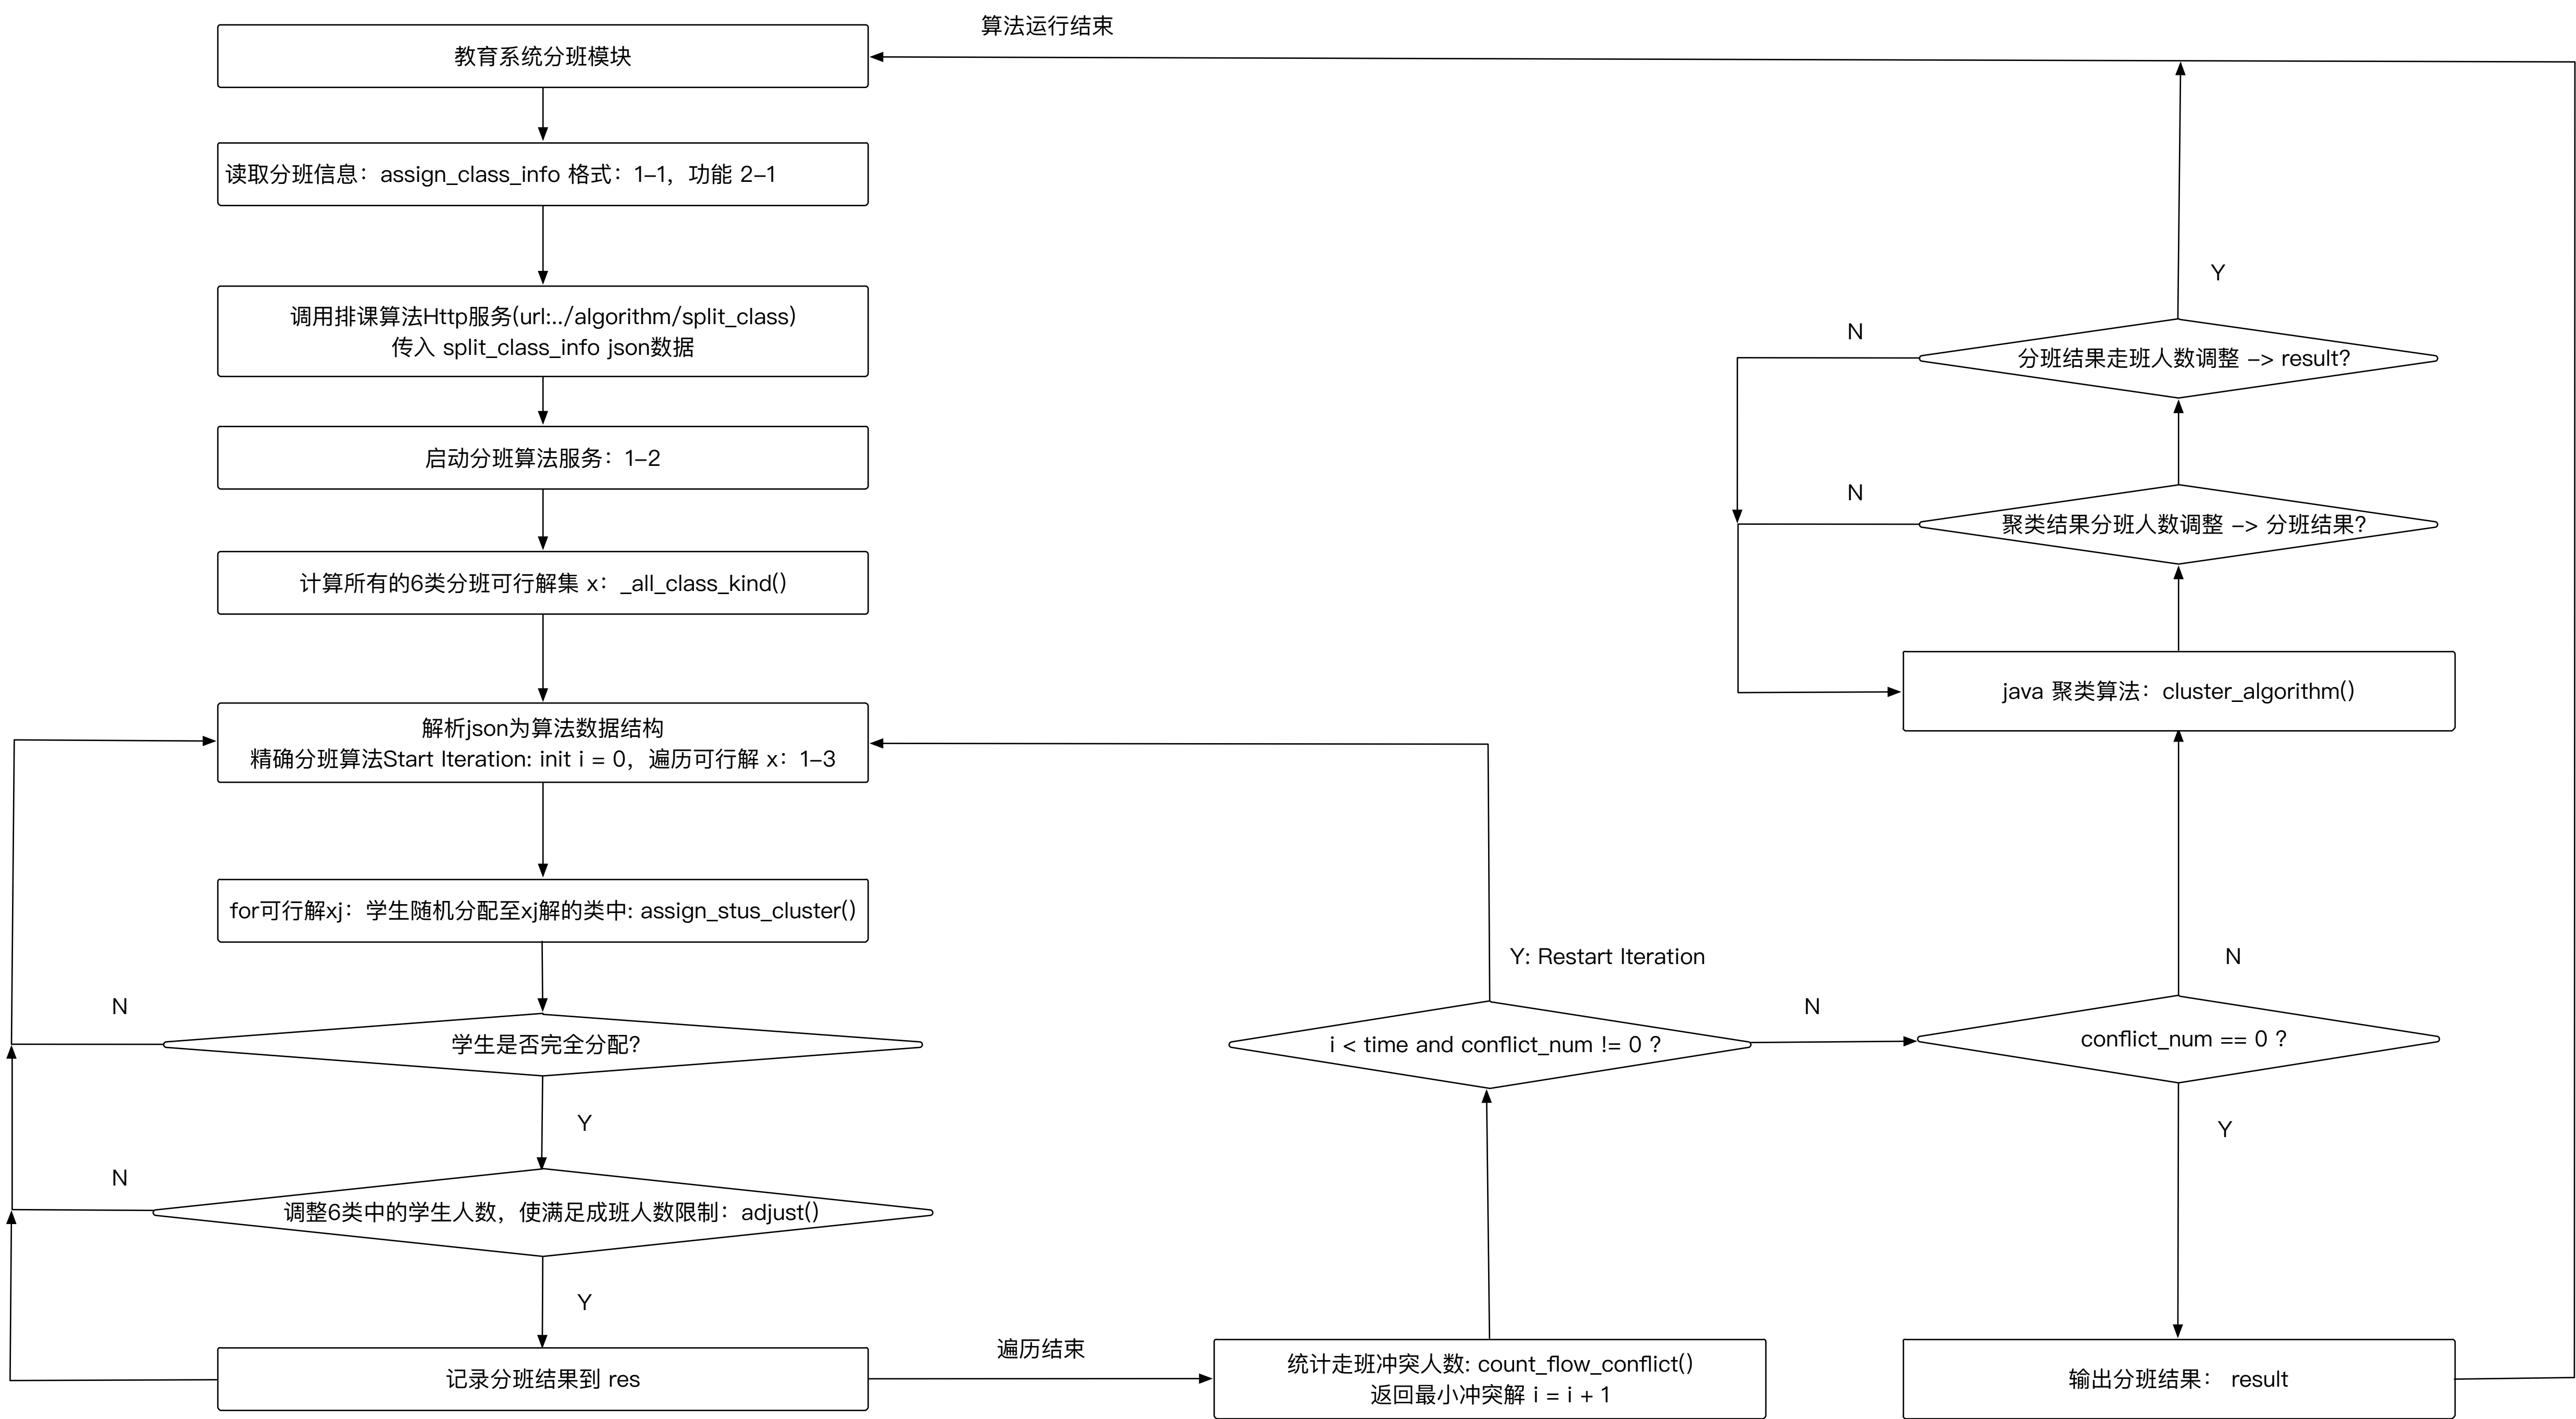 算法运行结束
教育系统分班模块
读取分班信息：assign_class_info 格式：1-1，功能 2-1
调用排课算法Http服务(url:../algorithm/split_class)
传入 split_class_info json数据
启动分班算法服务：1-2
计算所有的6类分班可行解集 x：_all_class_kind()
解析json为算法数据结构
精确分班算法Start Iteration: init i = 0，遍历可行解 x：1-3
for可行解xj：学生随机分配至xj解的类中: assign_stus_cluster()
N
学生是否完全分配?
Y
N
调整6类中的学生人数，使满足成班人数限制：adjust()
Y
记录分班结果到 res
遍历结束
统计走班冲突人数: count_flow_conflict()
返回最小冲突解 i = i + 1
i < time and conflict_num != 0 ?
Y: Restart Iteration
N
conflict_num == 0 ?
N
Y
输出分班结果： result
java 聚类算法：cluster_algorithm()
聚类结果分班人数调整 -> 分班结果?
N
分班结果走班人数调整 -> result?
N
Y